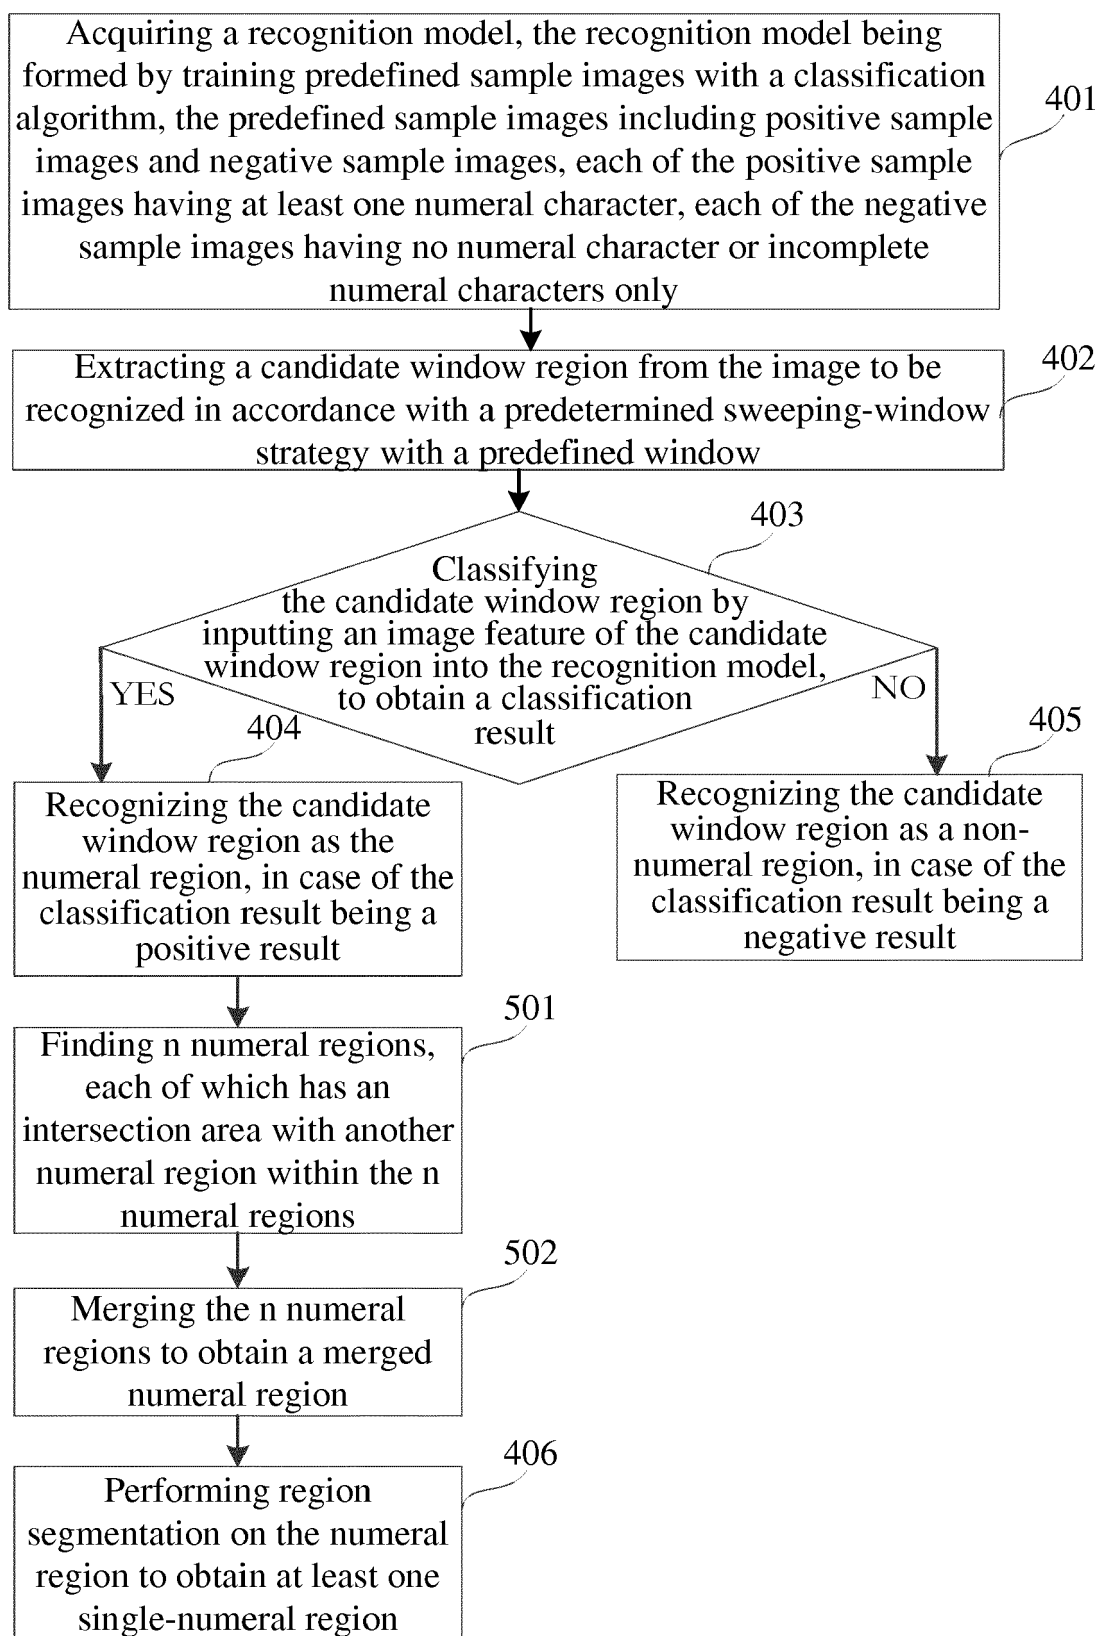 Acquiring a recognition model, the recognition model being
formed by training predefined sample images with a classification
algorithm, the predefined sample images including positive sample
images and negative sample images, each of the positive sample
images having at least one numeral character, each of the negative
sample images having no numeral character or incomplete
numeral characters only
401
Extracting a candidate window region from the image to be
recognized in accordance with a predetermined sweeping-window
strategy with a predefined window
402
403
Classifying
the candidate window region by
inputting an image feature of the candidate
window region into the recognition model,
to obtain a classification
result
YES
NO
404
Recognizing the candidate
window region as the
numeral region, in case of the
classification result being a
positive result
405
Recognizing the candidate
window region as a non-
numeral region, in case of the
classification result being a
negative result
501
Finding n numeral regions,
each of which has an
intersection area with another
numeral region within the n
numeral regions
502
Merging the n numeral
regions to obtain a merged
numeral region
406
Performing region
segmentation on the numeral
region to obtain at least one
single-numeral region